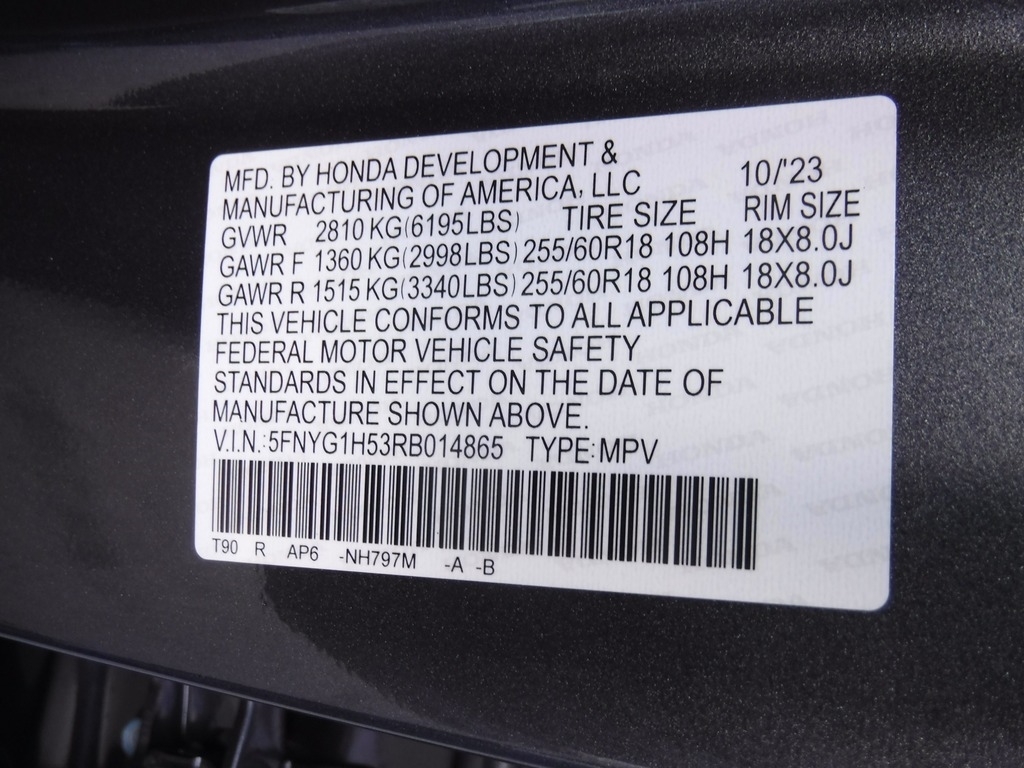 MFD. BY HONDA DEVELOPMENT &
MANUFACTURING OF AMERICA, LLC 10/'23
GVWR 2810 KG(6195LBS) TIRE SIZE RIM SIZE
GAWR F 1360 KG(2998LBS) 255/60R18 108H 18X8.0J
GAWR R 1515 KG(3340LBS) 255/60R18 108H 18X8.0J
THIS VEHICLE CONFORMS TO ALL APPLICABLE
FEDERAL MOTOR VEHICLE SAFETY
STANDARDS IN EFFECT ON THE DATE OF
MANUFACTURE SHOWN ABOVE.
V.I.N.:5FNYG1H53RB014865 TYPE:MPV
T90 R AP6 -NH797M -A -B